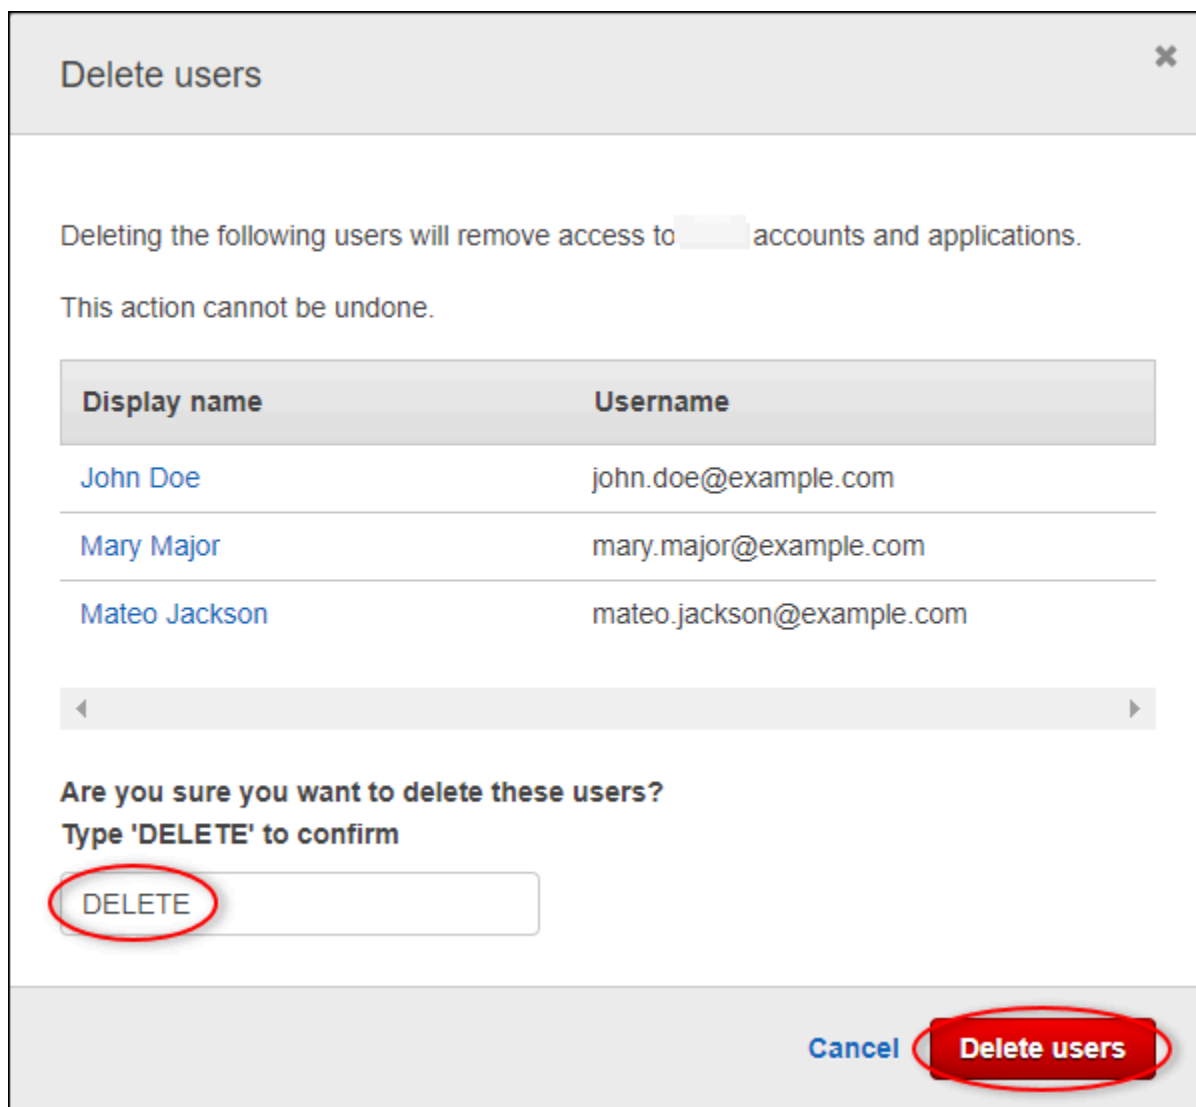 Delete users
Deleting the following users will remove access to accounts and applications.
This action cannot be undone.
Display name Username
John Doe john.doe@example.com
Mary Major mary.major@example.com
Mateo Jackson mateo.jackson@example.com
Are you sure you want to delete these users?
Type 'DELETE' to confirm
DELETE
Cancel Delete users